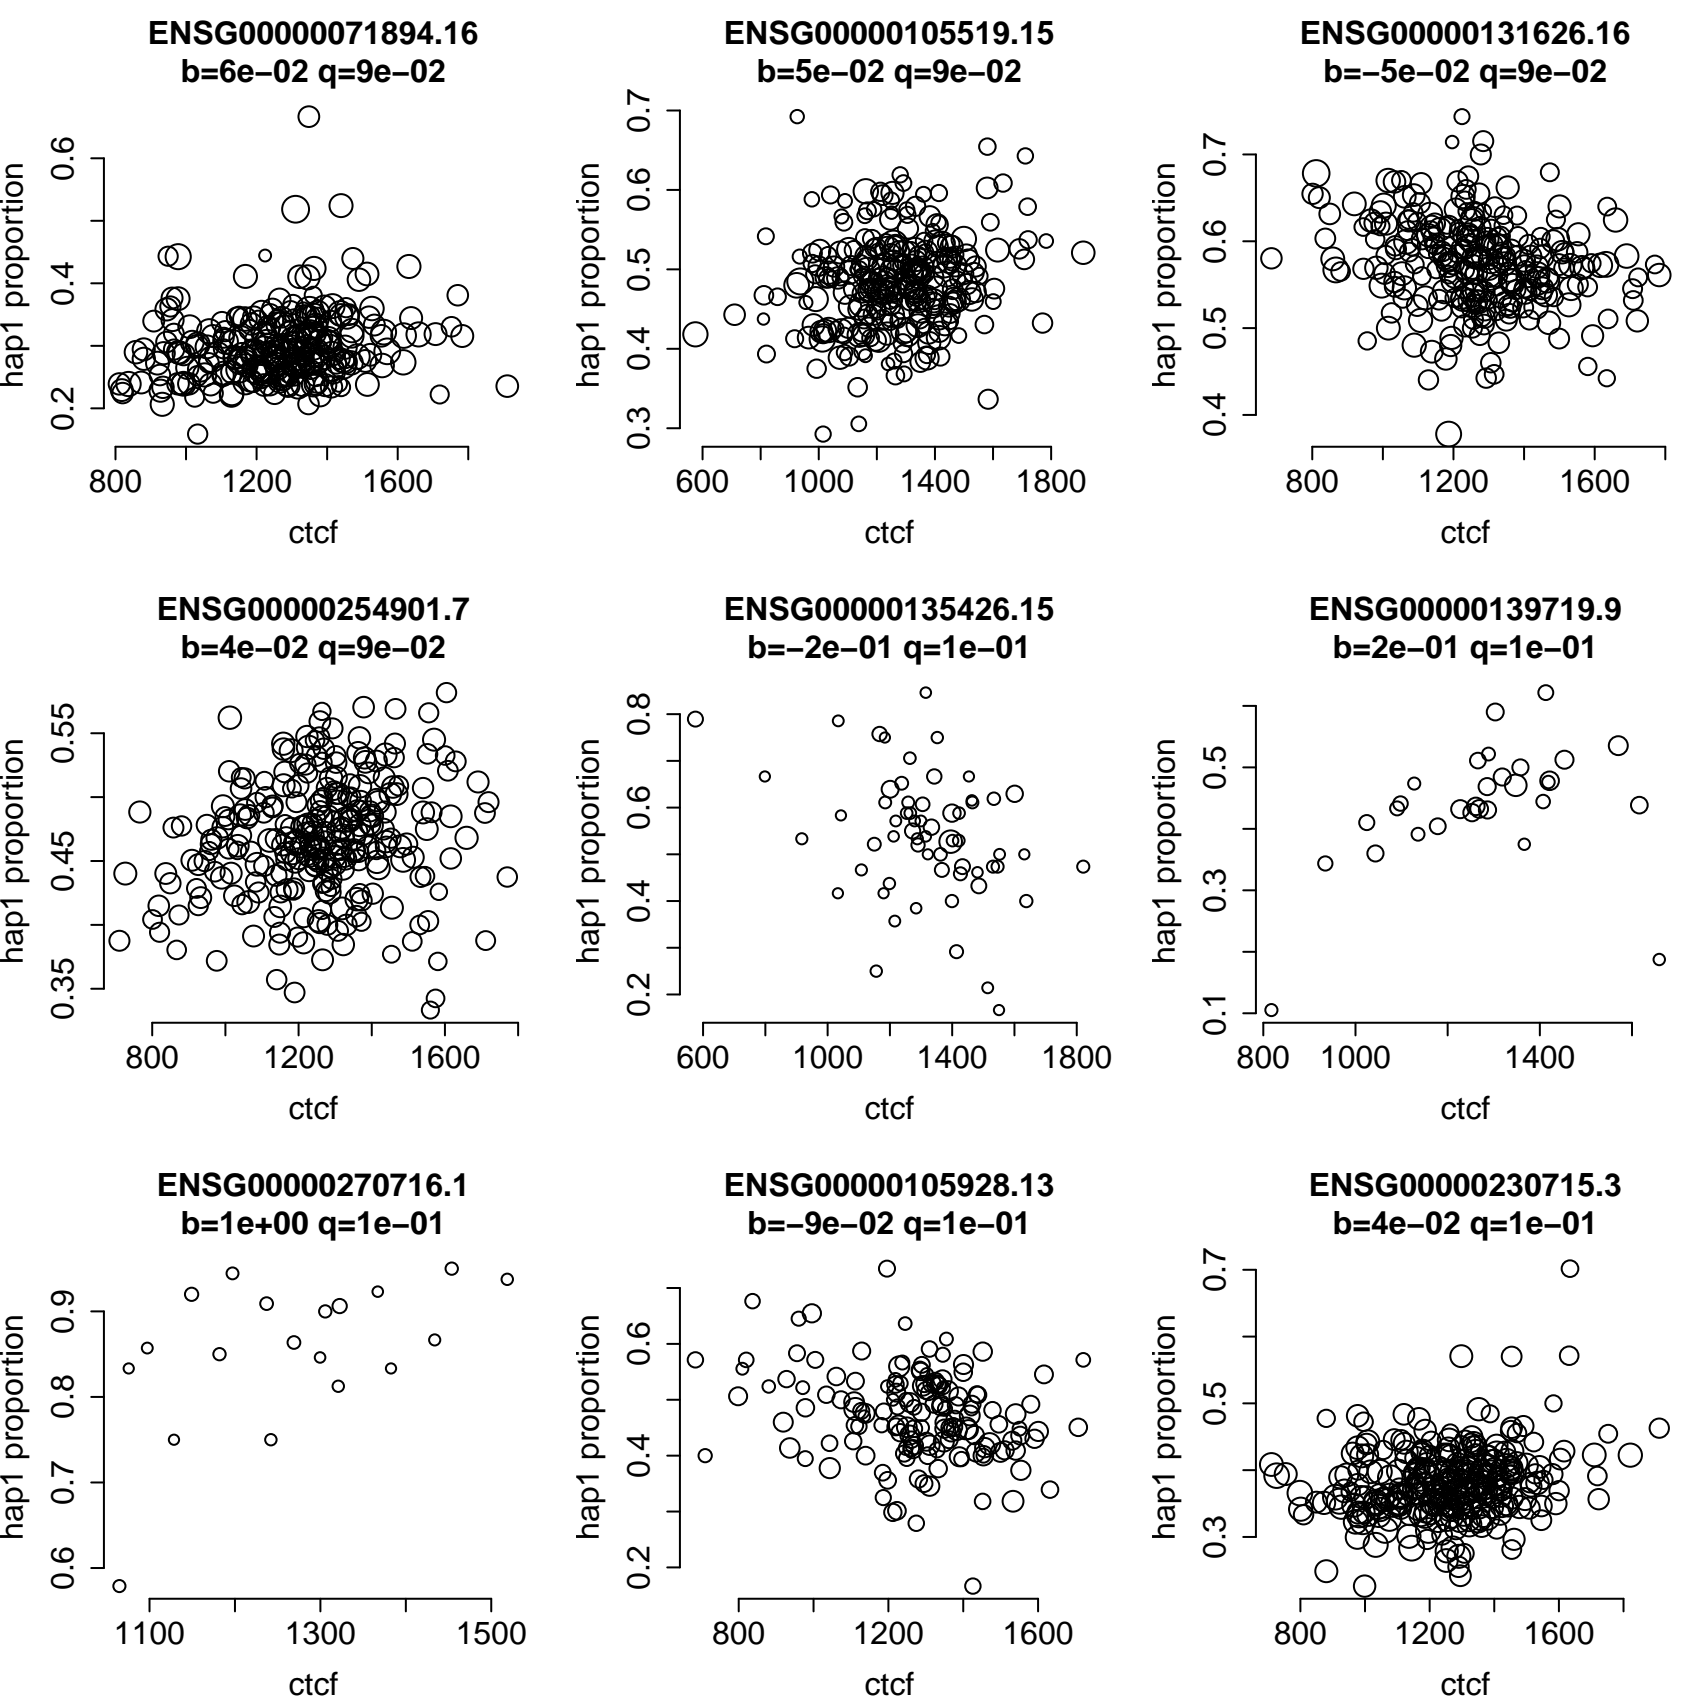 ENSG00000071894.16
b=6e−02 q=9e−02
hap1 proportion
0.2 0.4 0.6
800 1200 1600
ctcf
ENSG00000105519.15
b=5e−02 q=9e−02
hap1 proportion
0.3 0.4 0.5 0.6 0.7
600 1000 1400 1800
ctcf
ENSG00000131626.16
b=−5e−02 q=9e−02
hap1 proportion
0.4 0.5 0.6 0.7
800 1200 1600
ctcf
ENSG00000254901.7
b=4e−02 q=9e−02
hap1 proportion
0.35 0.45 0.55
800 1200 1600
ctcf
ENSG00000135426.15
b=−2e−01 q=1e−01
hap1 proportion
0.2 0.4 0.6 0.8
600 1000 1400 1800
ctcf
ENSG00000139719.9
b=2e−01 q=1e−01
hap1 proportion
0.1 0.3 0.5
800 1000 1400
ctcf
ENSG00000270716.1
b=1e+00 q=1e−01
hap1 proportion
0.6 0.7 0.8 0.9
1100 1300 1500
ctcf
ENSG00000105928.13
b=−9e−02 q=1e−01
hap1 proportion
0.2 0.4 0.6
800 1200 1600
ctcf
ENSG00000230715.3
b=4e−02 q=1e−01
hap1 proportion
0.3 0.5 0.7
800 1200 1600
ctcf